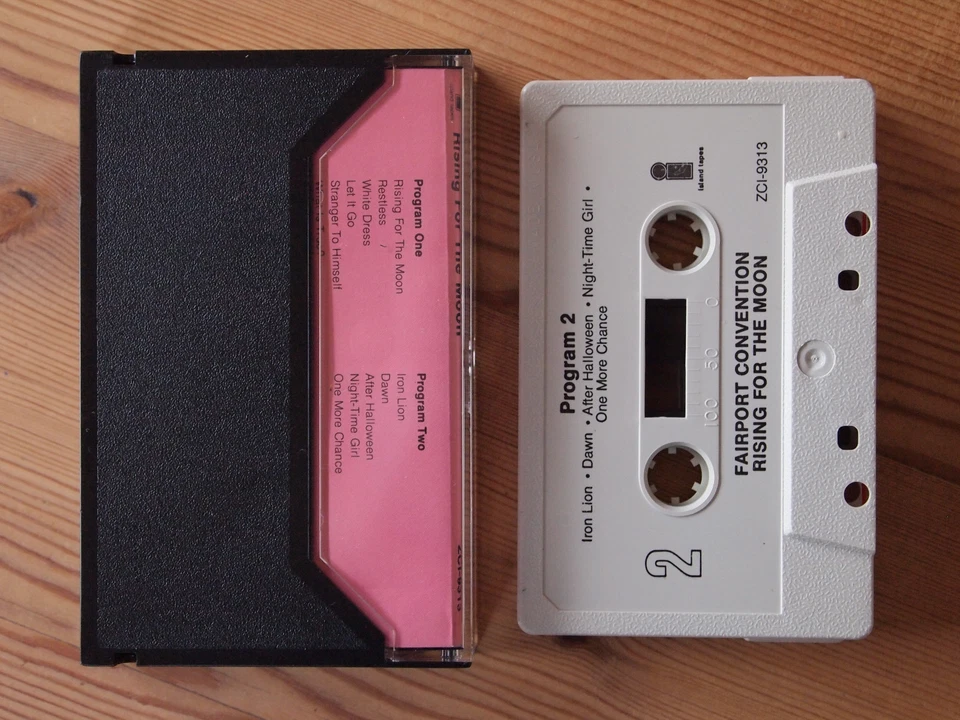 Rising For The Moon
Program One
Rising For The Moon
Restless
White Dress
Let It Go
Stranger To Himself
Program Two
Iron Lion
Dawn
After Halloween
Night-Time Girl
One More Chance
ZCI-9313
island tapes
ZCI-9313
FAIRPORT CONVENTION
RISING FOR THE MOON
100 50 0
2
Program 2
Iron Lion • Dawn • After Halloween • Night-Time Girl •
One More Chance